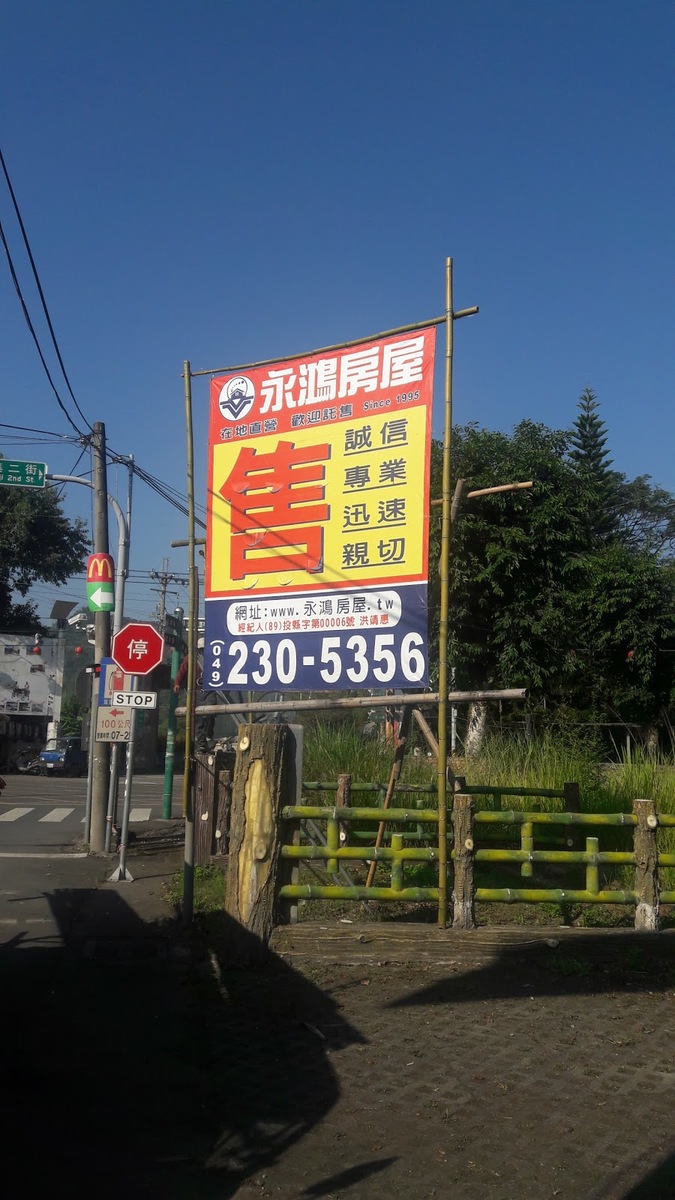 永鴻房屋
在地直營 歡迎託售 Since 1995
售
誠信
專業
迅速
親切
網址:www.永鴻房屋.tw
經紀人(89)投縣字第00006號 洪靖惠
(049)230-5356
二街
2nd St
停
STOP
100公尺